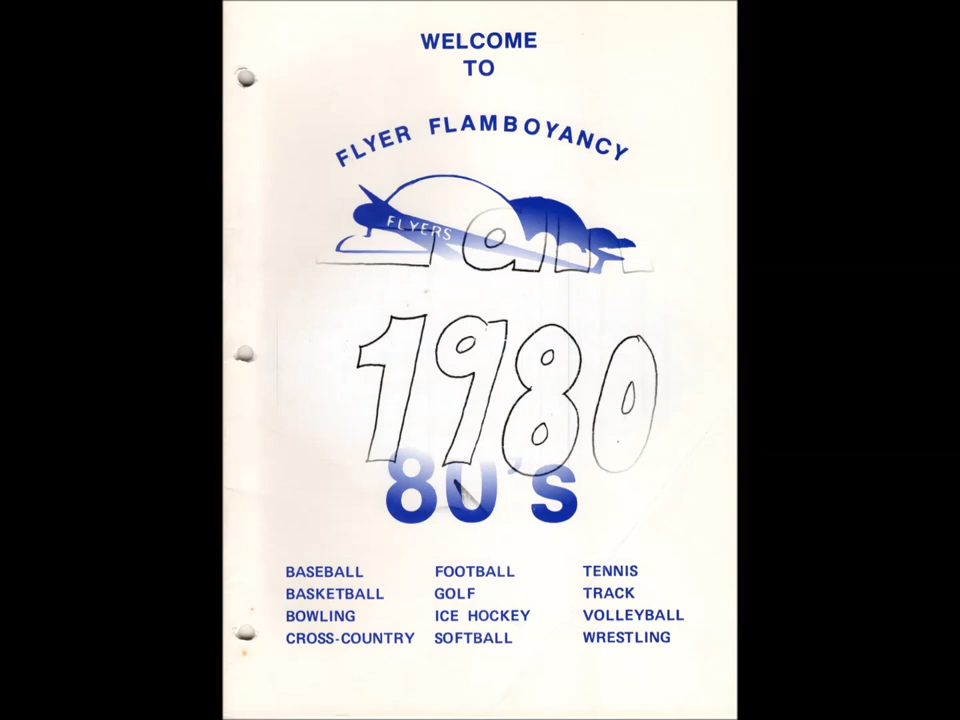 WELCOME
TO
FLYER FLAMBOYANCY
FLYERS
1980
80's
BASEBALL
BASKETBALL
BOWLING
CROSS-COUNTRY
FOOTBALL
GOLF
ICE HOCKEY
SOFTBALL
TENNIS
TRACK
VOLLEYBALL
WRESTLING